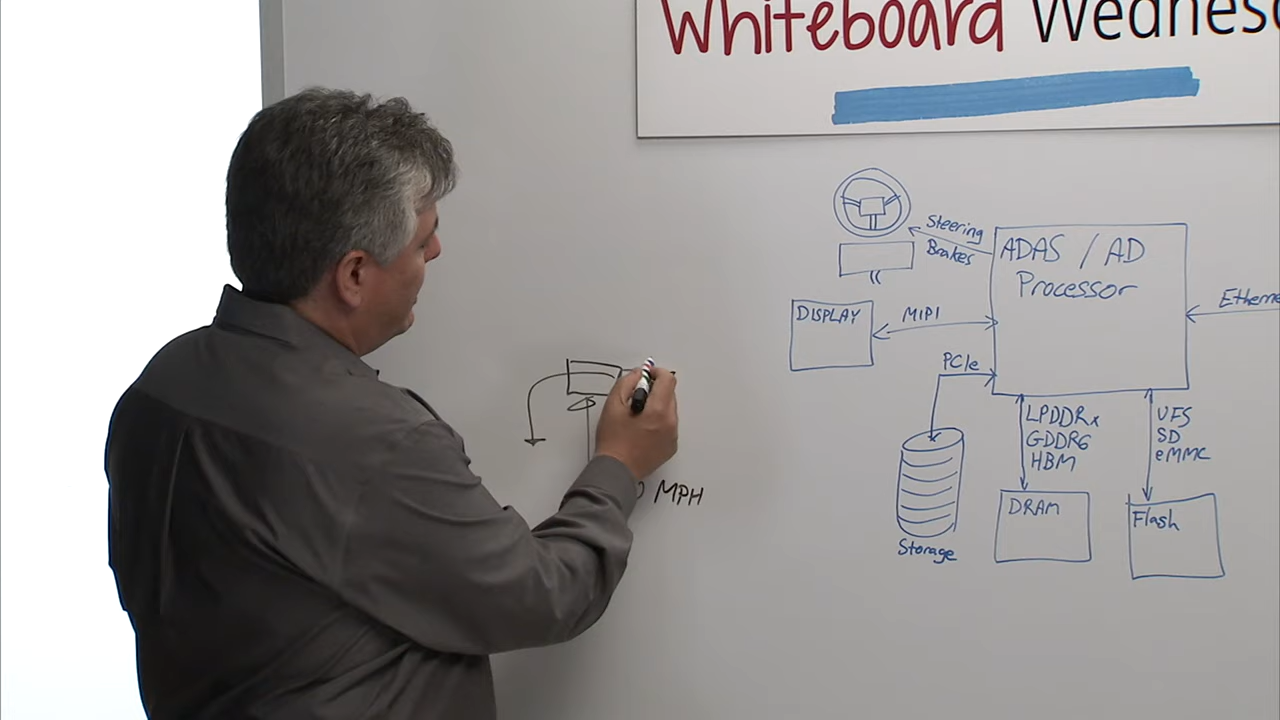 Whiteboard Wednes
Steering
Brakes
ADAS / AD
Processor
Etherne
DISPLAY
MIPI
PCIe
LPDDRx
GDDR6
HBM
UFS
SD
eMMC
MPH
DRAM
Flash
Storage